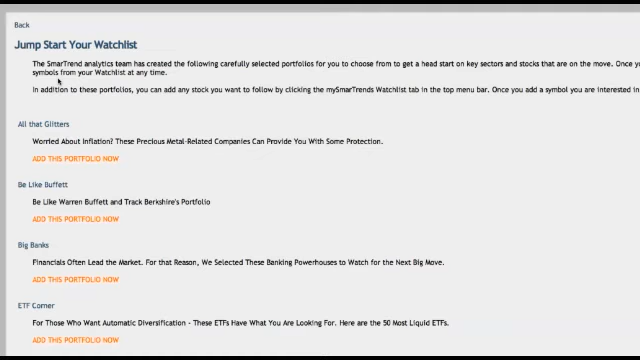 Back
Jump Start Your Watchlist
The SmarTrend analytics team has created the following carefully selected portfolios for you to choose from to get a head start on key sectors and stocks that are on the move. Once you
symbols from your Watchlist at any time.
In addition to these portfolios, you can add any stock you want to follow by clicking the mySmarTrends Watchlist tab in the top menu bar. Once you add a symbol you are interested in
All that Glitters
Worried About Inflation? These Precious Metal-Related Companies Can Provide You With Some Protection.
ADD THIS PORTFOLIO NOW
Be Like Buffett
Be Like Warren Buffett and Track Berkshire's Portfolio
ADD THIS PORTFOLIO NOW
Big Banks
Financials Often Lead the Market. For that Reason, We Selected These Banking Powerhouses to Watch for the Next Big Move.
ADD THIS PORTFOLIO NOW
ETF Corner
For Those Who Want Automatic Diversification - These ETFs Have What You Are Looking For. Here are the 50 Most Liquid ETFs.
ADD THIS PORTFOLIO NOW